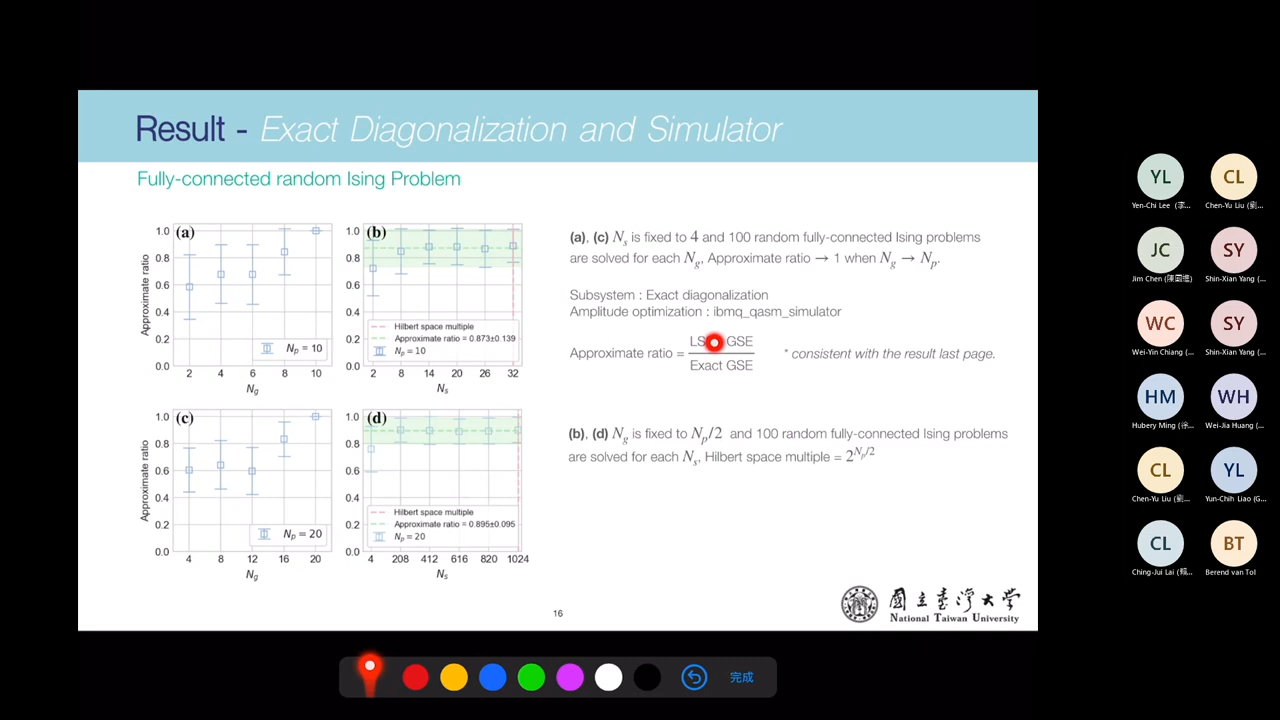 Result - Exact Diagonalization and Simulator
Fully-connected random Ising Problem
(a)
Approximate ratio
1.0
0.8
0.6
0.4
0.2
0.0
2 4 6 8 10
N_g
N_p = 10
(b)
1.0
0.8
0.6
0.4
0.2
0.0
Hilbert space multiple
Approximate ratio = 0.873±0.139
N_p = 10
2 8 14 20 26 32
N_s
(c)
Approximate ratio
1.0
0.8
0.6
0.4
0.2
0.0
4 8 12 16 20
N_g
N_p = 20
(d)
1.0
0.8
0.6
0.4
0.2
0.0
Hilbert space multiple
Approximate ratio = 0.895±0.095
N_p = 20
4 208 412 616 820 1024
N_s
(a), (c) N_s is fixed to 4 and 100 random fully-connected Ising problems
are solved for each N_g, Approximate ratio → 1 when N_g → N_p.
Subsystem : Exact diagonalization
Amplitude optimization : ibmq_qasm_simulator
Approximate ratio = GSE
Exact GSE
* consistent with the result last page.
(b), (d) N_g is fixed to N_p/2 and 100 random fully-connected Ising problems
are solved for each N_s, Hilbert space multiple = 2^{N_p/2}
16
國立臺灣大學
National Taiwan University
完成
YL CL
Yen-Chi Lee (李... Chen-Yu Liu (劉...
JC SY
Jim Chen (陳國進) Shin-Xian Yang (...
WC SY
Wei-Yin Chiang (... Shin-Xian Yang (...
HM WH
Hubery Ming (徐... Wei-Jia Huang (...
CL YL
Chen-Yu Liu (劉... Yun-Chih Liao (G...
CL BT
Ching-Jui Lai (賴... Berend van Tol